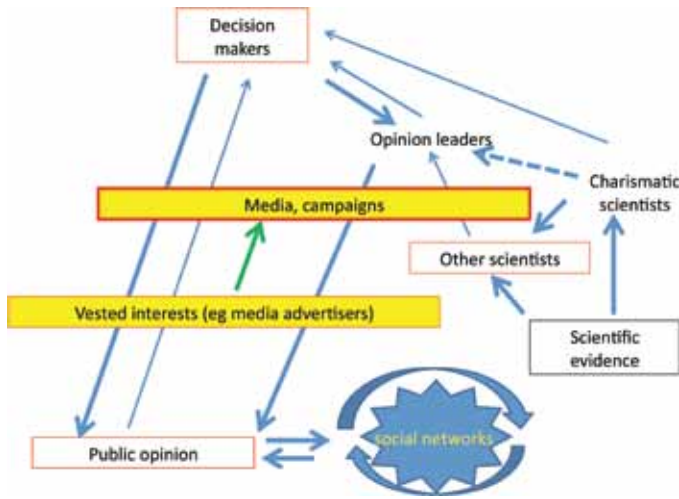 Decision
makers
Opinion leaders
Charismatic
scientists
Media, campaigns
Other scientists
Vested interests (eg media advertisers)
Scientific
evidence
social networks
Public opinion